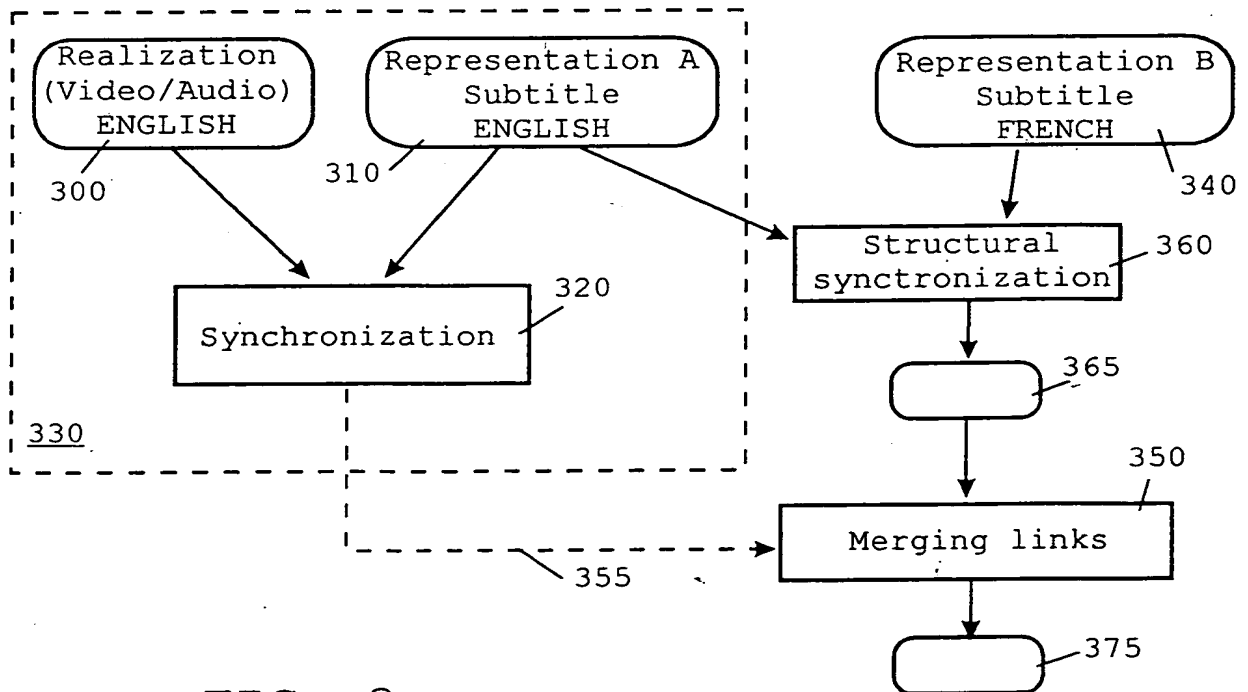 Realization
(Video/Audio)
ENGLISH
300
Representation A
Subtitle
ENGLISH
310
Representation B
Subtitle
FRENCH
340
Structural
synctronization
360
Synchronization
320
365
330
350
Merging links
355
375